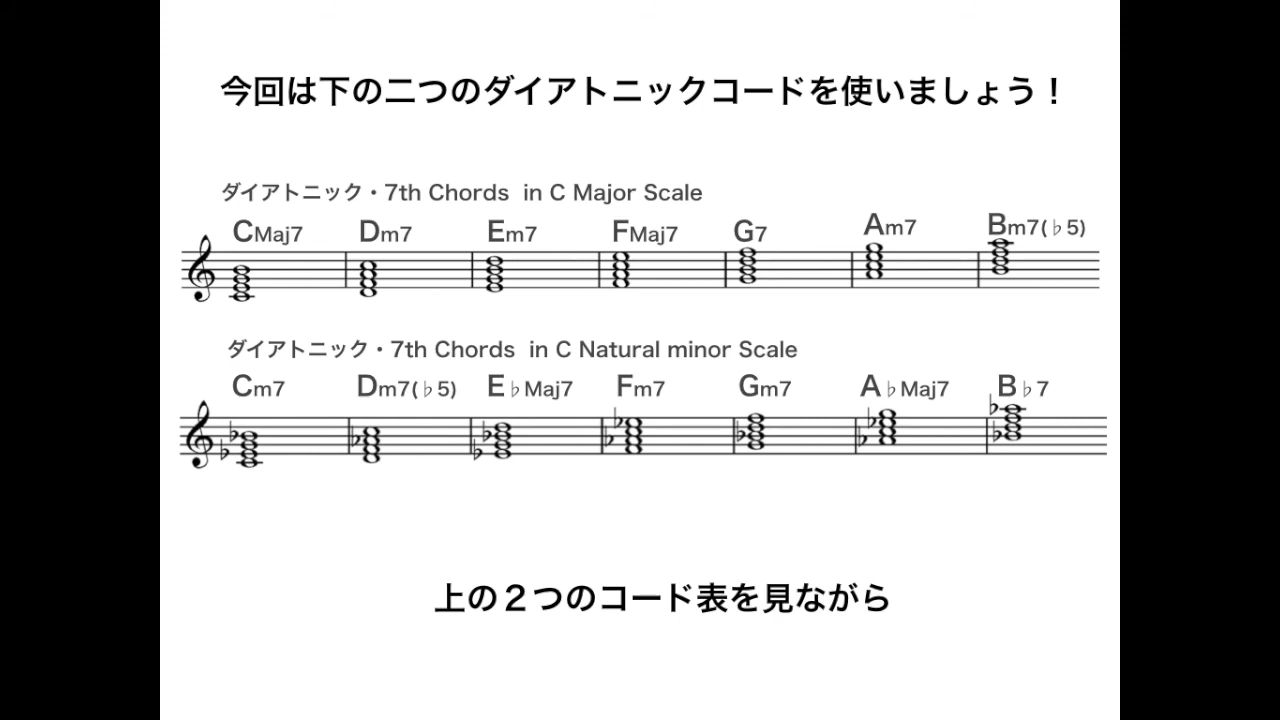 今回は下の二つのダイアトニックコードを使いましょう！
ダイアトニック・7th Chords in C Major Scale
CMaj7 Dm7 Em7 FMaj7 G7 Am7 Bm7(♭5)
ダイアトニック・7th Chords in C Natural minor Scale
Cm7 Dm7(♭5) E♭Maj7 Fm7 Gm7 A♭Maj7 B♭7
上の２つのコード表を見ながら